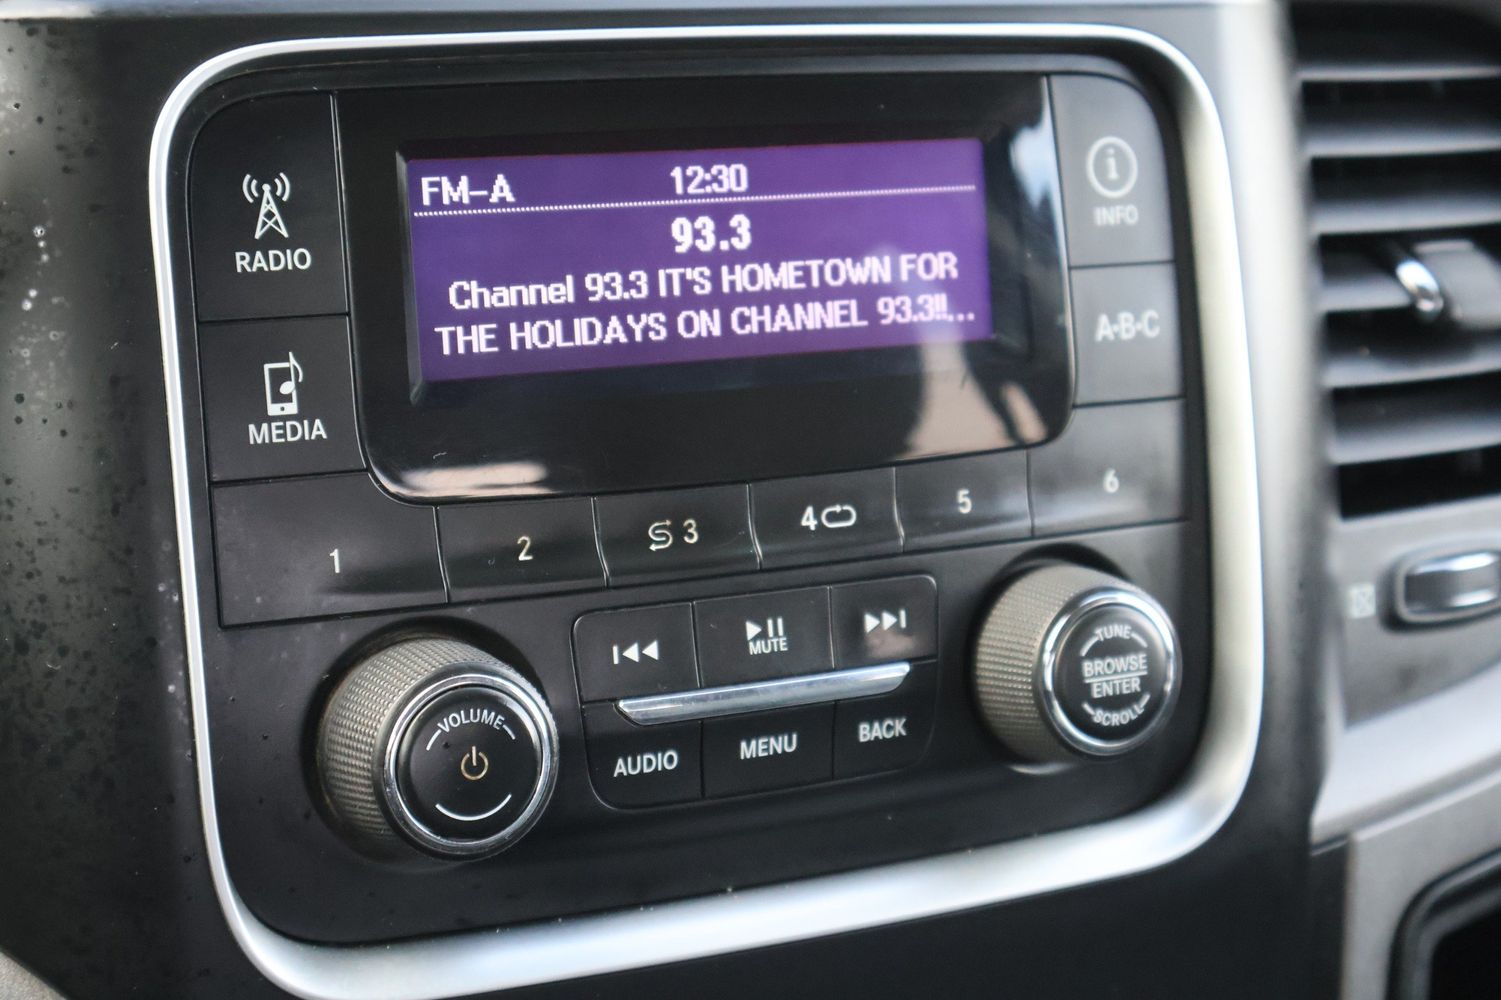 FM-A 12:30
93.3
Channel 93.3 IT'S HOMETOWN FOR
THE HOLIDAYS ON CHANNEL 93.3!!...
RADIO
MEDIA
i
INFO
A·B·C
1 2 3 4 5 6
MUTE
VOLUME
AUDIO MENU BACK
TUNE
BROWSE
ENTER
SCROLL